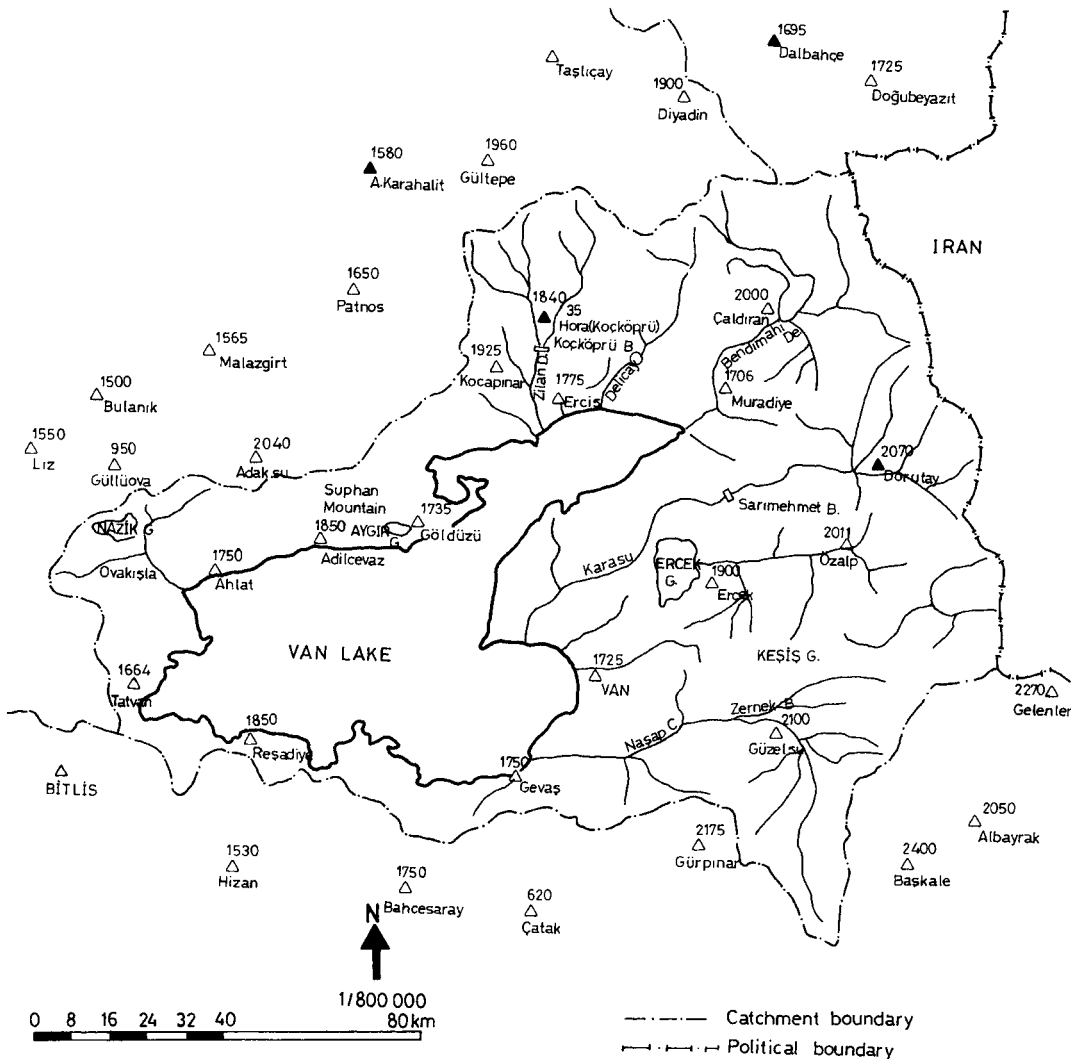 1695
Dalbahçe
Taşlıçay
1725
Doğubeyazıt
1900
Diyadin
1580
A.Karahalit
1960
Gültepe
IRAN
1650
Patnos
1840
35
Hora(Koçköprü)
Koçköprü B
2000
Çaldıran
Bendimahi De.
1565
Malazgirt
1925
Kocapınar
Zilan D.
Deliçay
1706
Muradiye
1775
Erciş
1500
Bulanık
1550
Lız
950
Güllüova
2040
Adaksu
2070
Dorutay
Suphan
Mountain
1735
Göldüzü
AYGIR
G.
1850
Adilcevaz
Sarımehmet B.
NAZİK G
Ovakışla
1750
Ahlat
Karasu
ERCEK
G.
1900
Ercek
2011
Özalp
VAN LAKE
KEŞİŞ G.
1664
Tatvan
1725
VAN
2270
Gelenler
Zernek B.
1850
Reşadiye
Naşap C.
2100
Güzelsu
BİTLİS
1750
Gevaş
2050
Albayrak
1530
Hizan
1750
Bahcesaray
2175
Gürpınar
2400
Başkale
620
Çatak
N
1/800 000
0 8 16 24 32 40 80 km
Catchment boundary
Political boundary